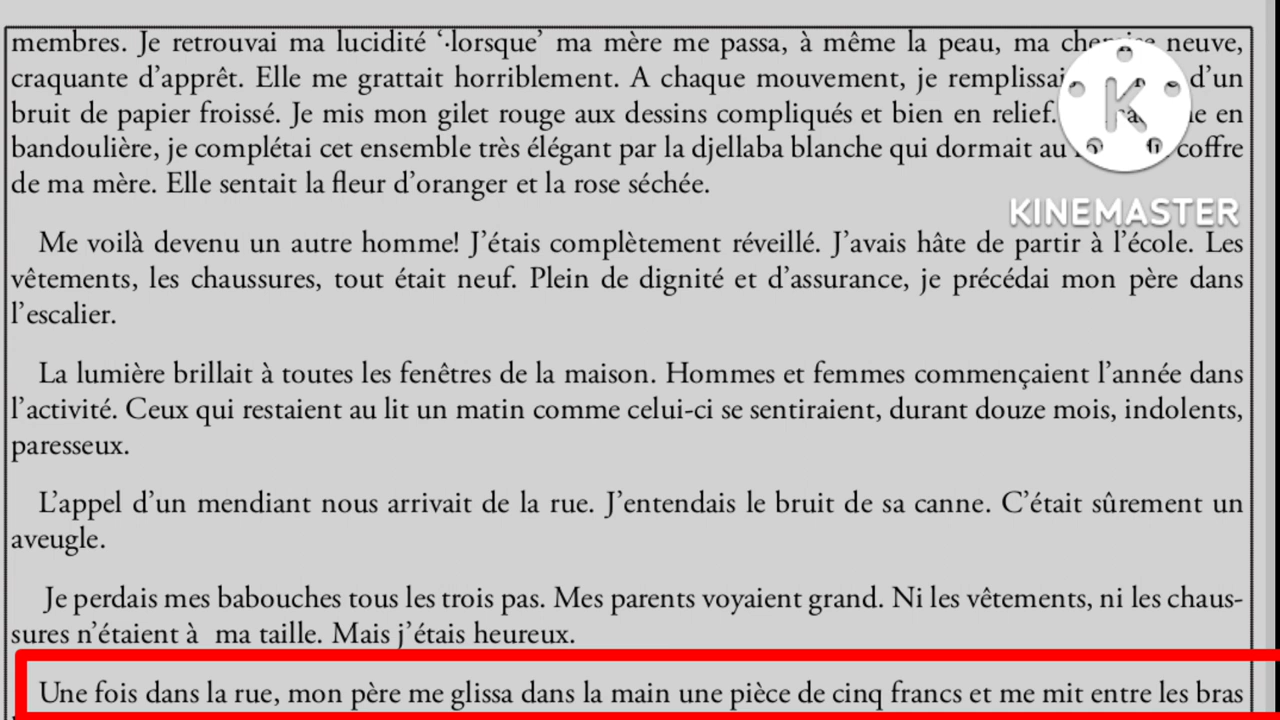 membres. Je retrouvai ma lucidité ‘·lorsque’ ma mère me passa, à même la peau, ma neuve,
craquante d’apprêt. Elle me grattait horriblement. A chaque mouvement, je d’un
bruit de papier froissé. Je mis mon gilet rouge aux dessins compliqués et bien en relief. en
bandoulière, je complétai cet ensemble très élégant par la djellaba blanche qui dormait au coffre
de ma mère. Elle sentait la fleur d’oranger et la rose séchée.
KINEMASTER
Me voilà devenu un autre homme! J’étais complètement réveillé. J’avais hâte de partir à l’école. Les
vêtements, les chaussures, tout était neuf. Plein de dignité et d’assurance, je précédai mon père dans
l’escalier.
La lumière brillait à toutes les fenêtres de la maison. Hommes et femmes commençaient l’année dans
l’activité. Ceux qui restaient au lit un matin comme celui-ci se sentiraient, durant douze mois, indolents,
paresseux.
L’appel d’un mendiant nous arrivait de la rue. J’entendais le bruit de sa canne. C’était sûrement un
aveugle.
Je perdais mes babouches tous les trois pas. Mes parents voyaient grand. Ni les vêtements, ni les chaus-
sures n’étaient à ma taille. Mais j’étais heureux.
Une fois dans la rue, mon père me glissa dans la main une pièce de cinq francs et me mit entre les bras